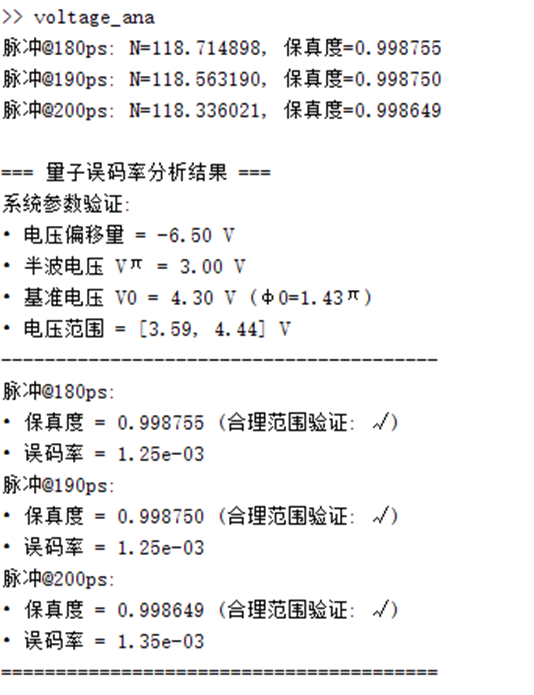 >> voltage_ana
脉冲@180ps: N=118.714898, 保真度=0.998755
脉冲@190ps: N=118.563190, 保真度=0.998750
脉冲@200ps: N=118.336021, 保真度=0.998649
=== 量子误码率分析结果 ===
系统参数验证:
• 电压偏移量 = -6.50 V
• 半波电压 Vπ = 3.00 V
• 基准电压 V0 = 4.30 V (φ0=1.43π)
• 电压范围 = [3.59, 4.44] V
----------------------------------------
脉冲@180ps:
• 保真度 = 0.998755 (合理范围验证: √)
• 误码率 = 1.25e-03
脉冲@190ps:
• 保真度 = 0.998750 (合理范围验证: √)
• 误码率 = 1.25e-03
脉冲@200ps:
• 保真度 = 0.998649 (合理范围验证: √)
• 误码率 = 1.35e-03
========================================